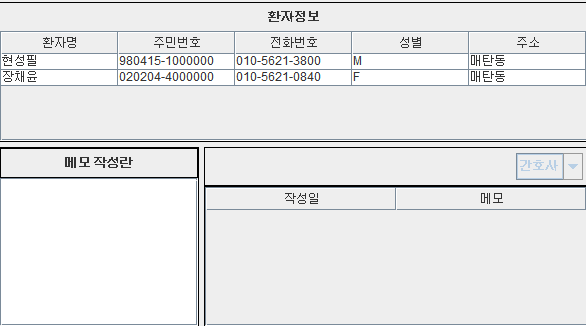 환자정보
환자명 주민번호 전화번호 성별 주소
현성필 980415-1000000 010-5621-3800 M 매탄동
장채윤 020204-4000000 010-5621-0840 F 매탄동
메모 작성란
간호사
작성일 메모